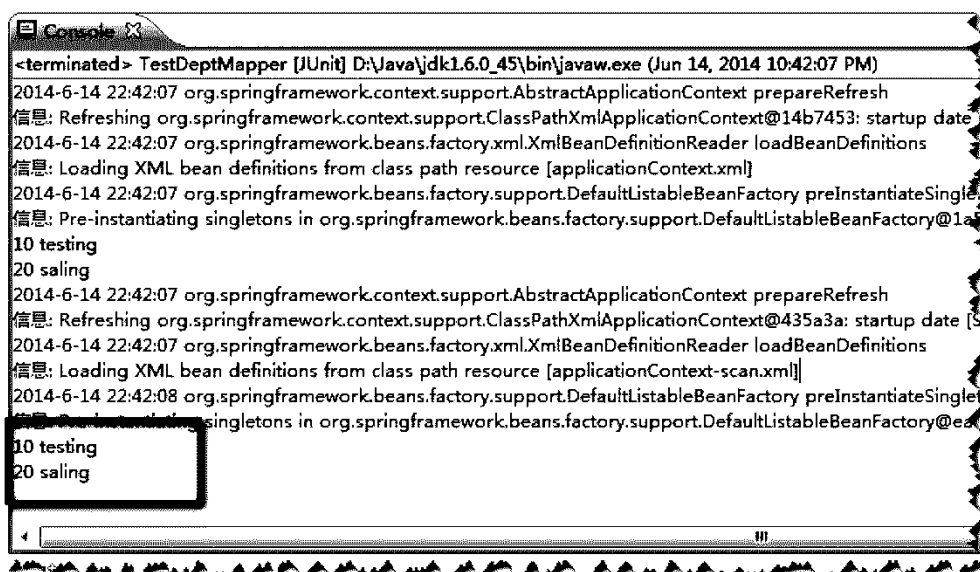 Console
<terminated> TestDeptMapper [JUnit] D:\Java\jdk1.6.0_45\bin\javaw.exe (Jun 14, 2014 10:42:07 PM)
2014-6-14 22:42:07 org.springframework.context.support.AbstractApplicationContext prepareRefresh
信息: Refreshing org.springframework.context.support.ClassPathXmlApplicationContext@14b7453: startup date
2014-6-14 22:42:07 org.springframework.beans.factory.xml.XmlBeanDefinitionReader loadBeanDefinitions
信息: Loading XML bean definitions from class path resource [applicationContext.xml]
2014-6-14 22:42:07 org.springframework.beans.factory.support.DefaultListableBeanFactory preInstantiateSingle
信息: Pre-instantiating singletons in org.springframework.beans.factory.support.DefaultListableBeanFactory@1a
10 testing
20 saling
2014-6-14 22:42:07 org.springframework.context.support.AbstractApplicationContext prepareRefresh
信息: Refreshing org.springframework.context.support.ClassPathXmlApplicationContext@435a3a: startup date [S
2014-6-14 22:42:07 org.springframework.beans.factory.xml.XmlBeanDefinitionReader loadBeanDefinitions
信息: Loading XML bean definitions from class path resource [applicationContext-scan.xml]
2014-6-14 22:42:08 org.springframework.beans.factory.support.DefaultListableBeanFactory preInstantiateSinglet
信息: Pre-instantiating singletons in org.springframework.beans.factory.support.DefaultListableBeanFactory@ea
10 testing
20 saling